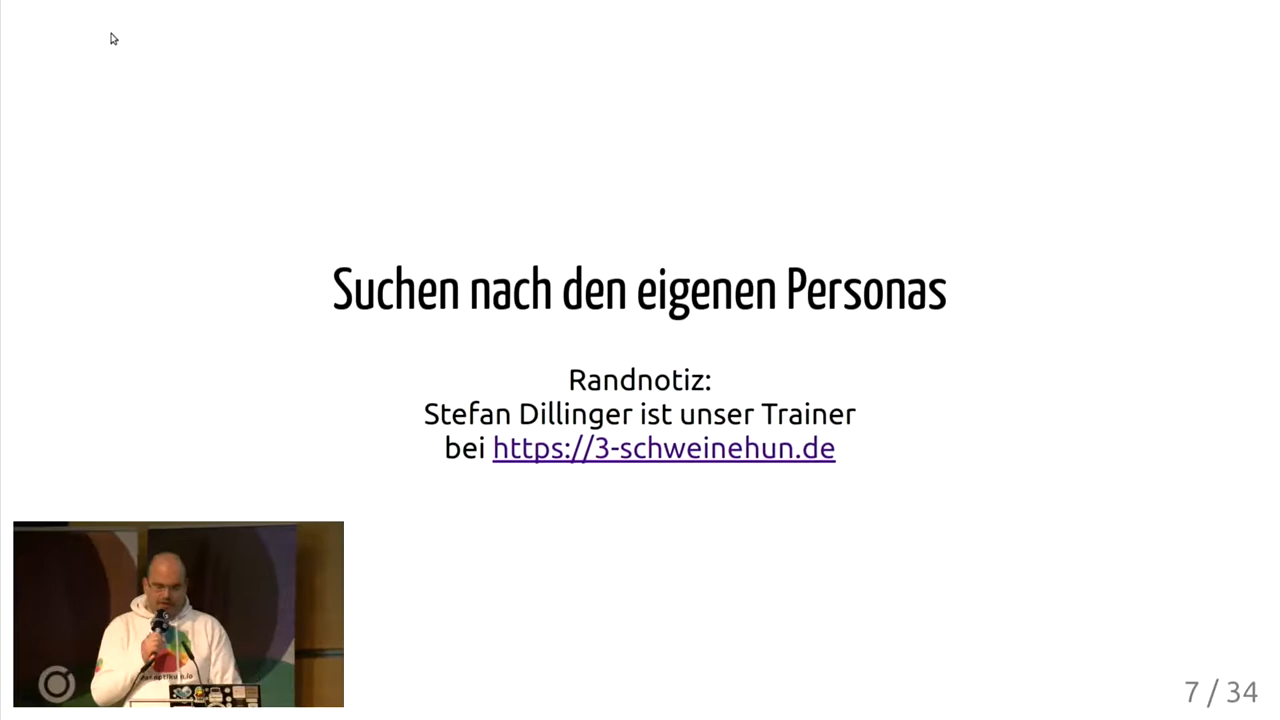 Suchen nach den eigenen Personas
Randnotiz:
Stefan Dillinger ist unser Trainer
bei https://3-schweinehun.de
7 / 34